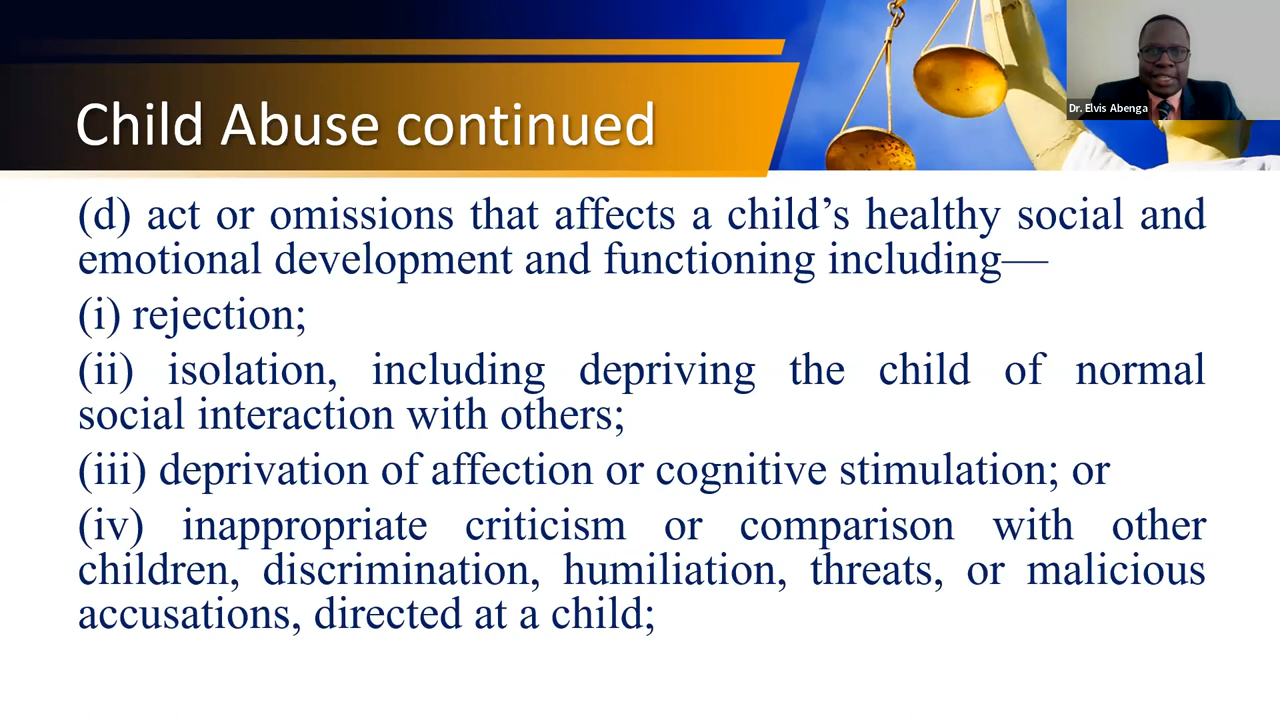 Child Abuse continued
Dr. Elvis Abenga
(d) act or omissions that affects a child’s healthy social and
emotional development and functioning including—
(i) rejection;
(ii) isolation, including depriving the child of normal
social interaction with others;
(iii) deprivation of affection or cognitive stimulation; or
(iv) inappropriate criticism or comparison with other
children, discrimination, humiliation, threats, or malicious
accusations, directed at a child;